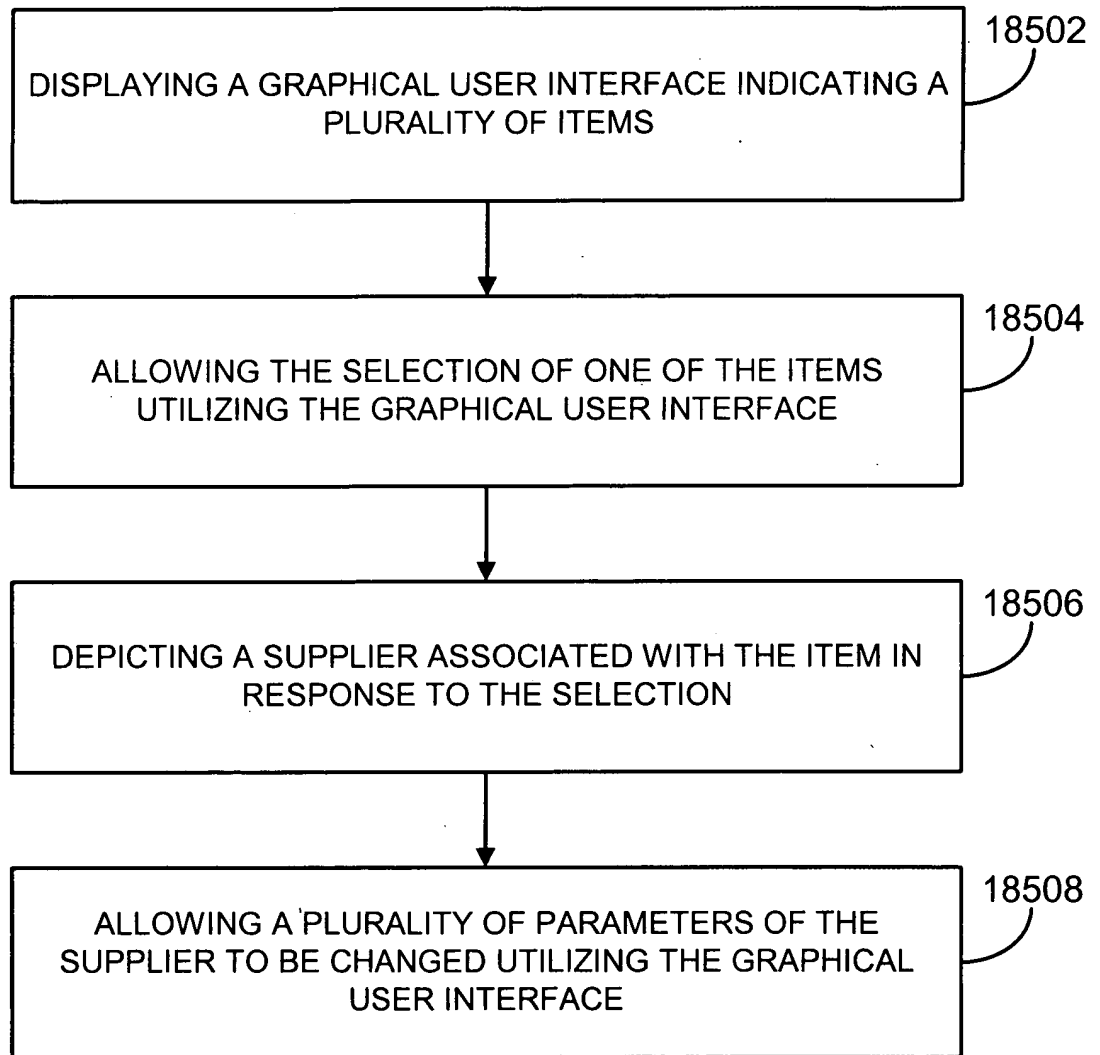 18502
DISPLAYING A GRAPHICAL USER INTERFACE INDICATING A
PLURALITY OF ITEMS
18504
ALLOWING THE SELECTION OF ONE OF THE ITEMS
UTILIZING THE GRAPHICAL USER INTERFACE
18506
DEPICTING A SUPPLIER ASSOCIATED WITH THE ITEM IN
RESPONSE TO THE SELECTION
18508
ALLOWING A PLURALITY OF PARAMETERS OF THE
SUPPLIER TO BE CHANGED UTILIZING THE GRAPHICAL
USER INTERFACE